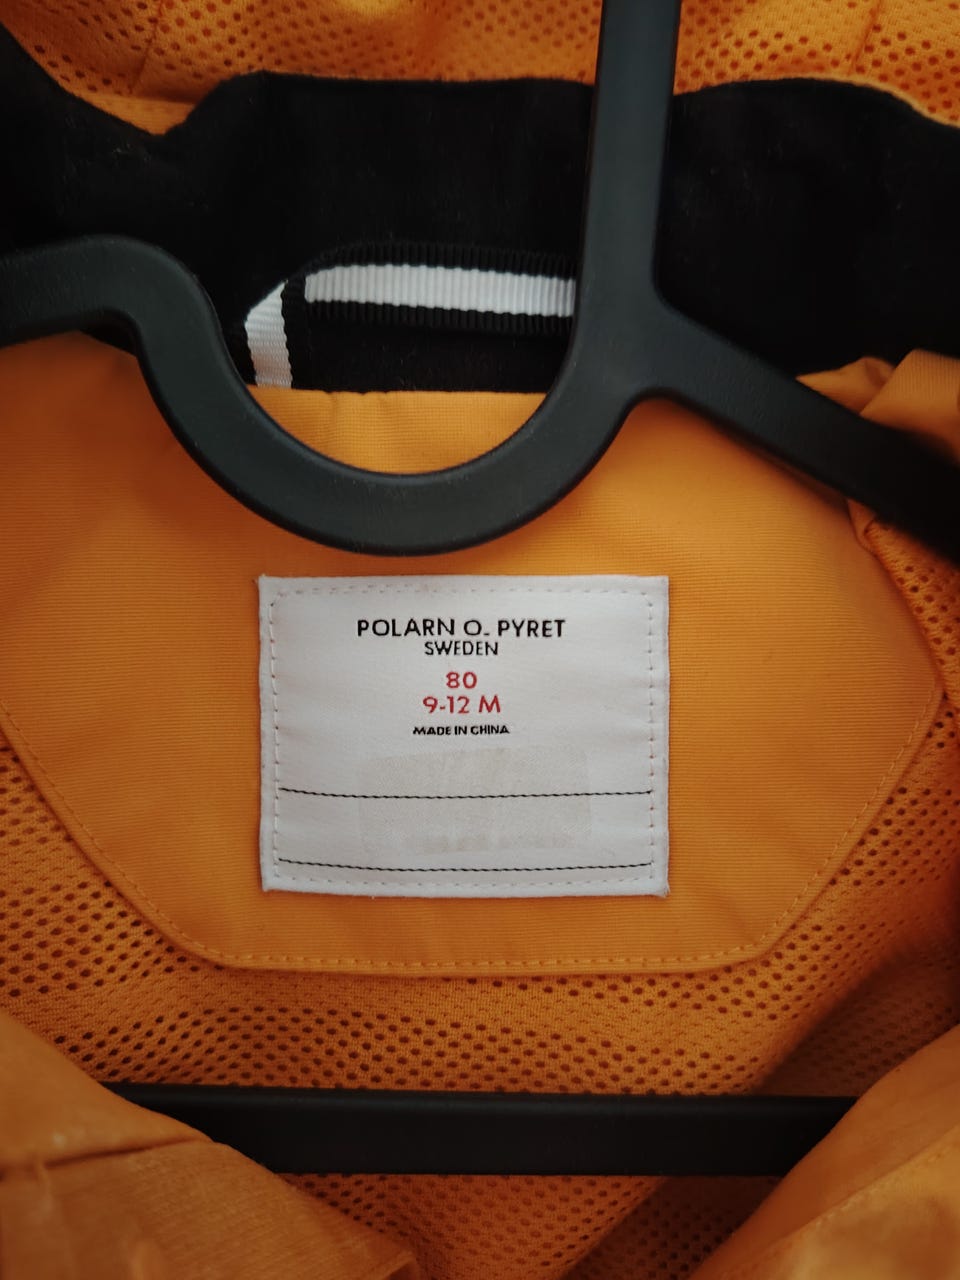 POLARN O. PYRET
SWEDEN
80
9-12 M
MADE IN CHINA